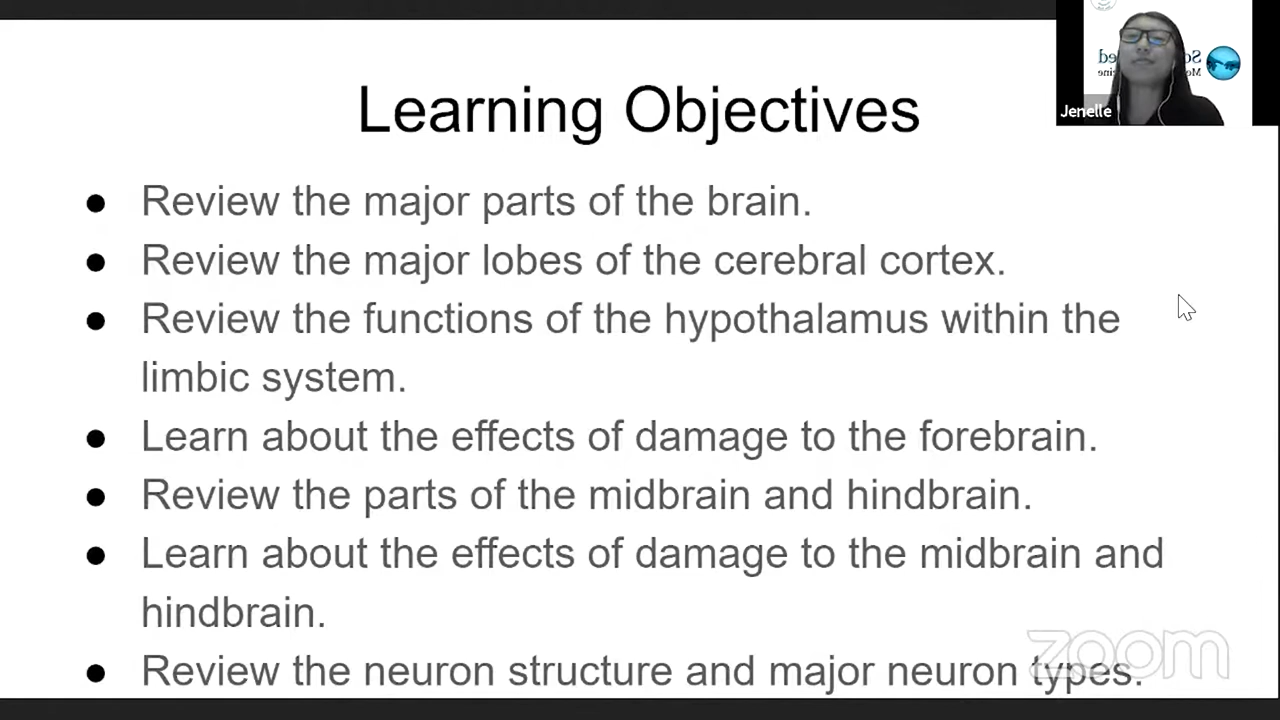 Learning Objectives
● Review the major parts of the brain.
● Review the major lobes of the cerebral cortex.
● Review the functions of the hypothalamus within the
limbic system.
● Learn about the effects of damage to the forebrain.
● Review the parts of the midbrain and hindbrain.
● Learn about the effects of damage to the midbrain and
hindbrain.
● Review the neuron structure and major neuron types.
Jenelle
zoom